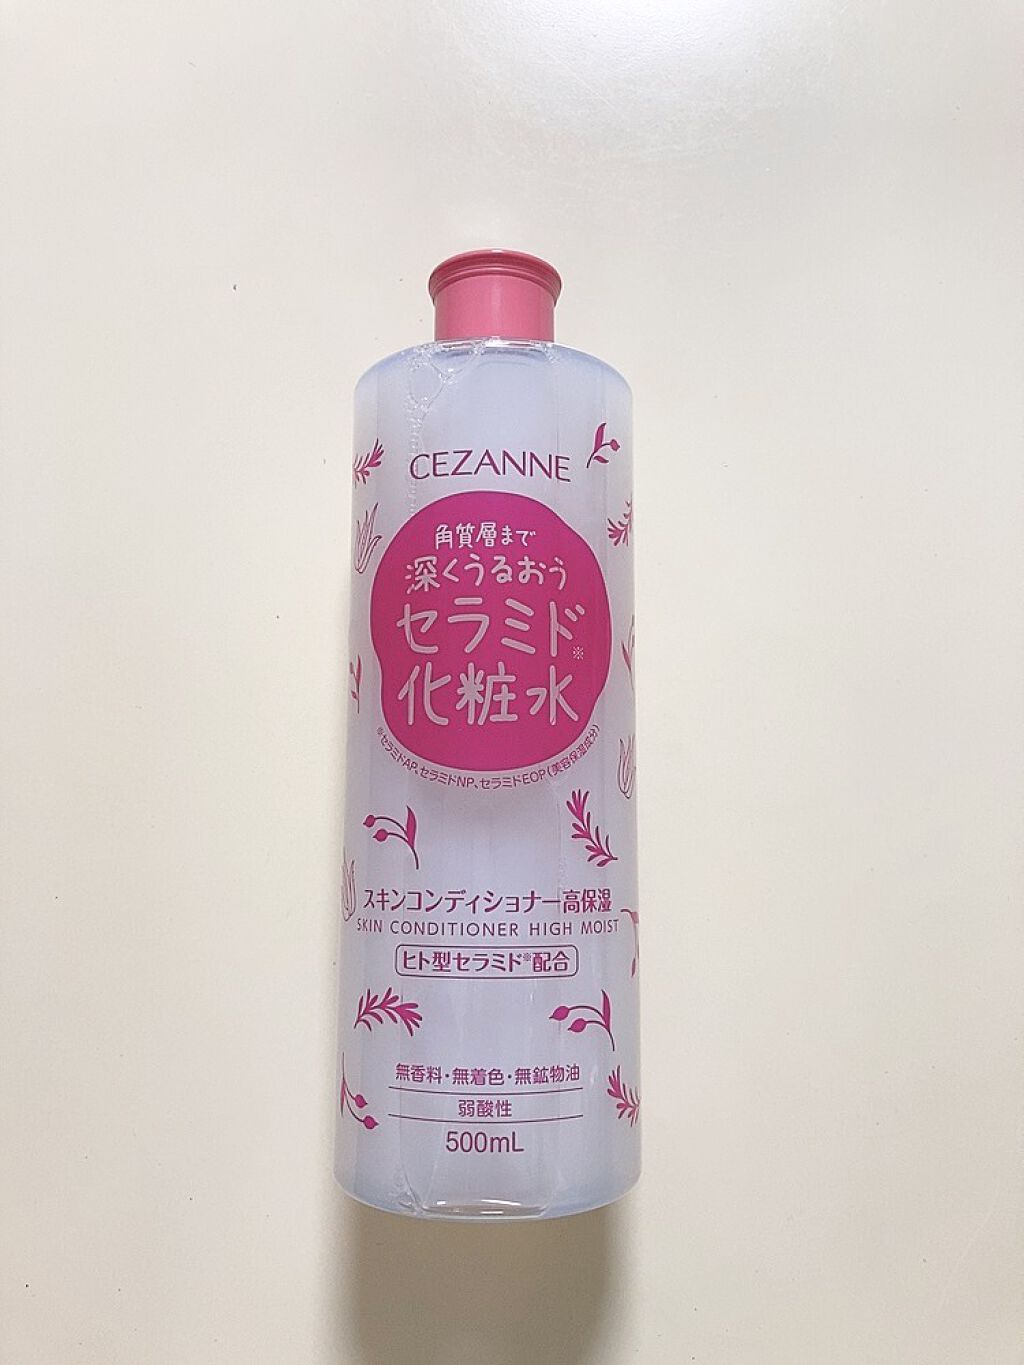 CEZANNE
角質層まで
深くうるおう
セラミド※
化粧水
※セラミドAP、セラミドNP、セラミドEOP(美容保湿成分)
スキンコンディショナー高保湿
SKIN CONDITIONER HIGH MOIST
ヒト型セラミド※配合
無香料・無着色・無鉱物油
弱酸性
500mL